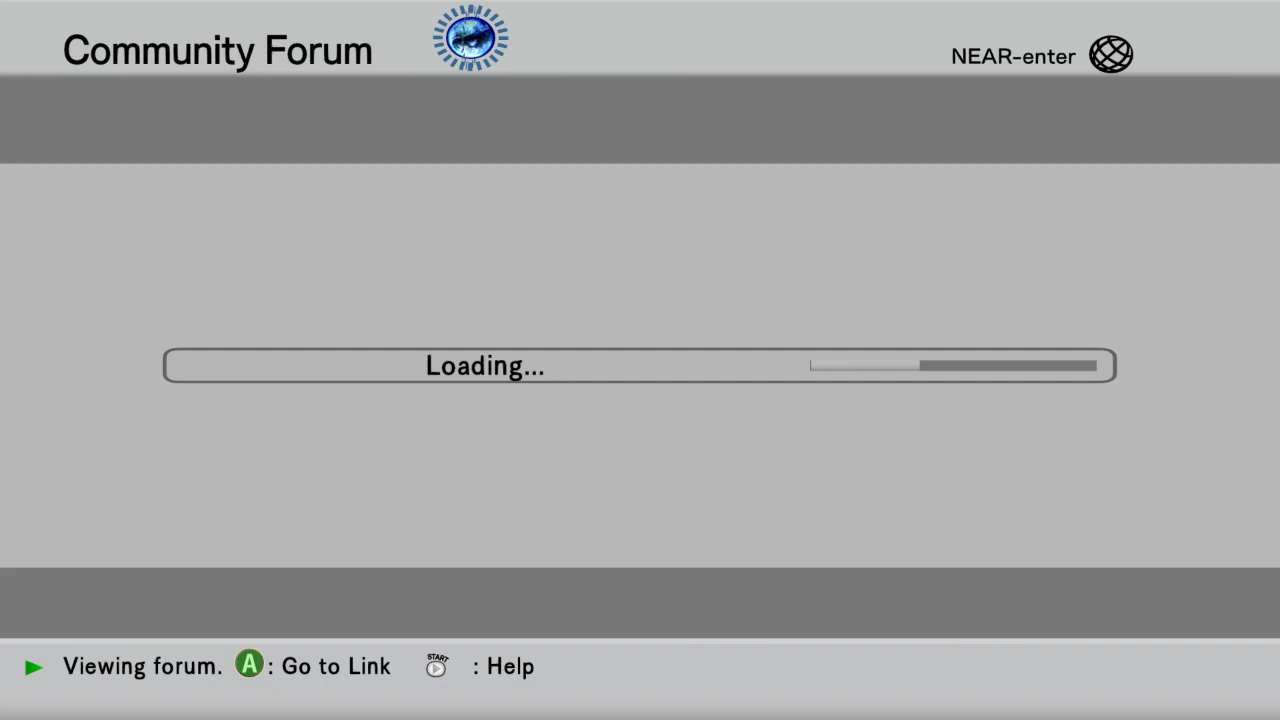 Community Forum
NEAR-enter
Loading...
Viewing forum. A : Go to Link START : Help